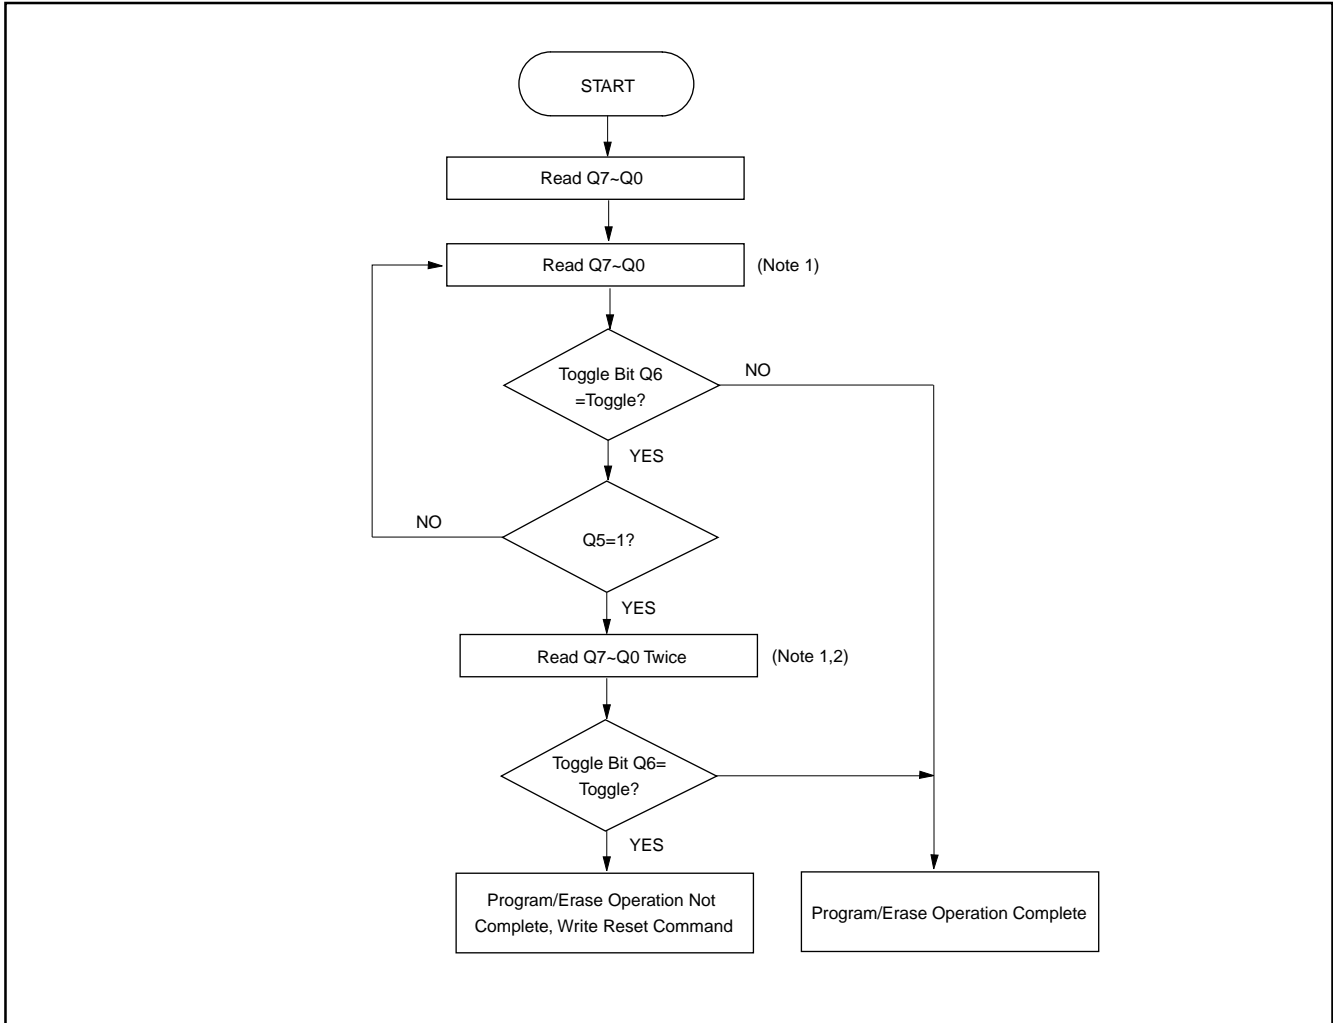 START
Read Q7~Q0
Read Q7~Q0
(Note 1)
Toggle Bit Q6
=Toggle?
NO
YES
NO
Q5=1?
YES
Read Q7~Q0 Twice
(Note 1,2)
Toggle Bit Q6=
Toggle?
YES
Program/Erase Operation Not
Complete, Write Reset Command
Program/Erase Operation Complete